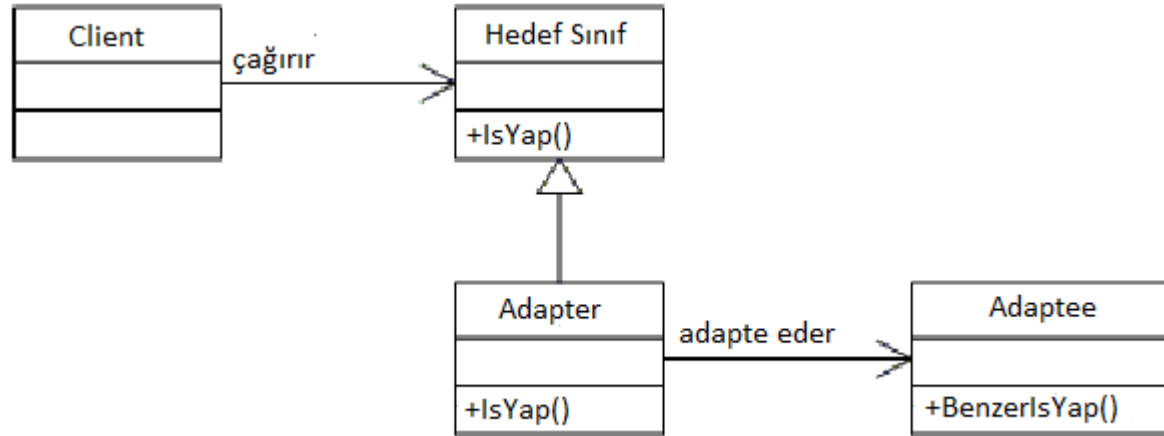 Client
çağırır
Hedef Sınıf
+IsYap()
Adapter
+IsYap()
adapte eder
Adaptee
+BenzerIsYap()